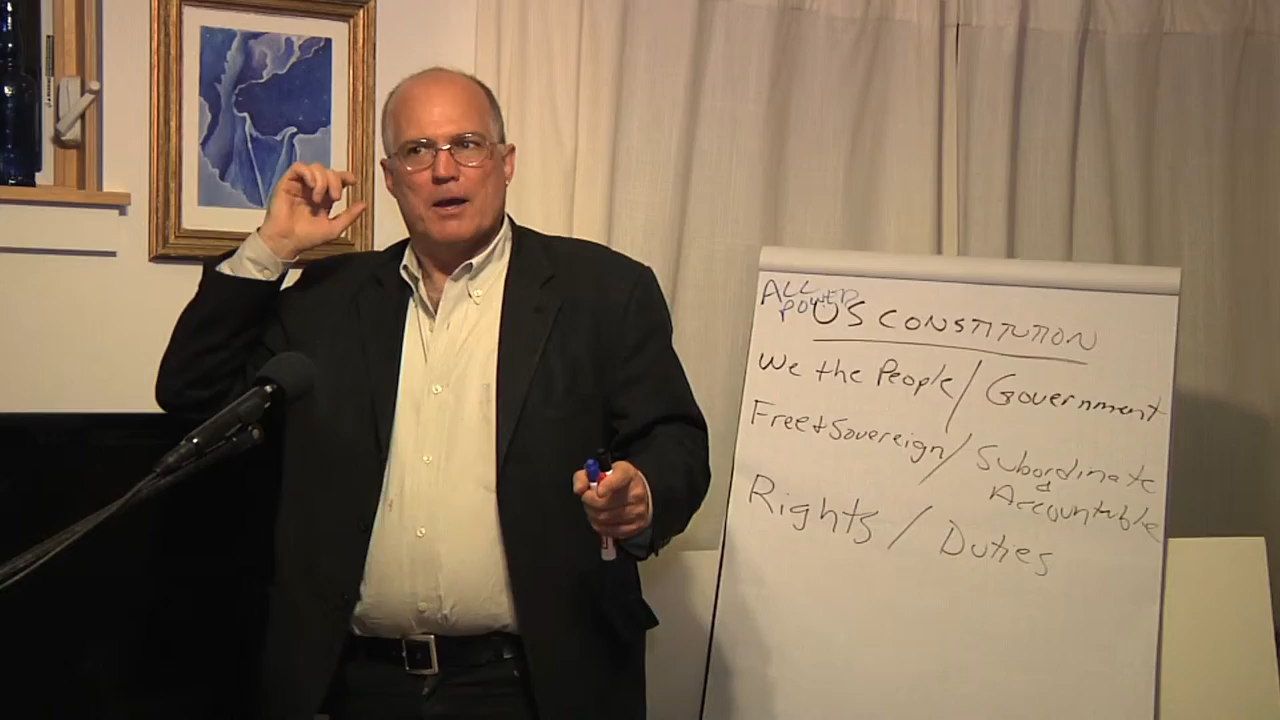 ALL
POWER
US CONSTITUTION
We the People / Government
Free & Sovereign / Subordinate
&
Accountable
Rights / Duties